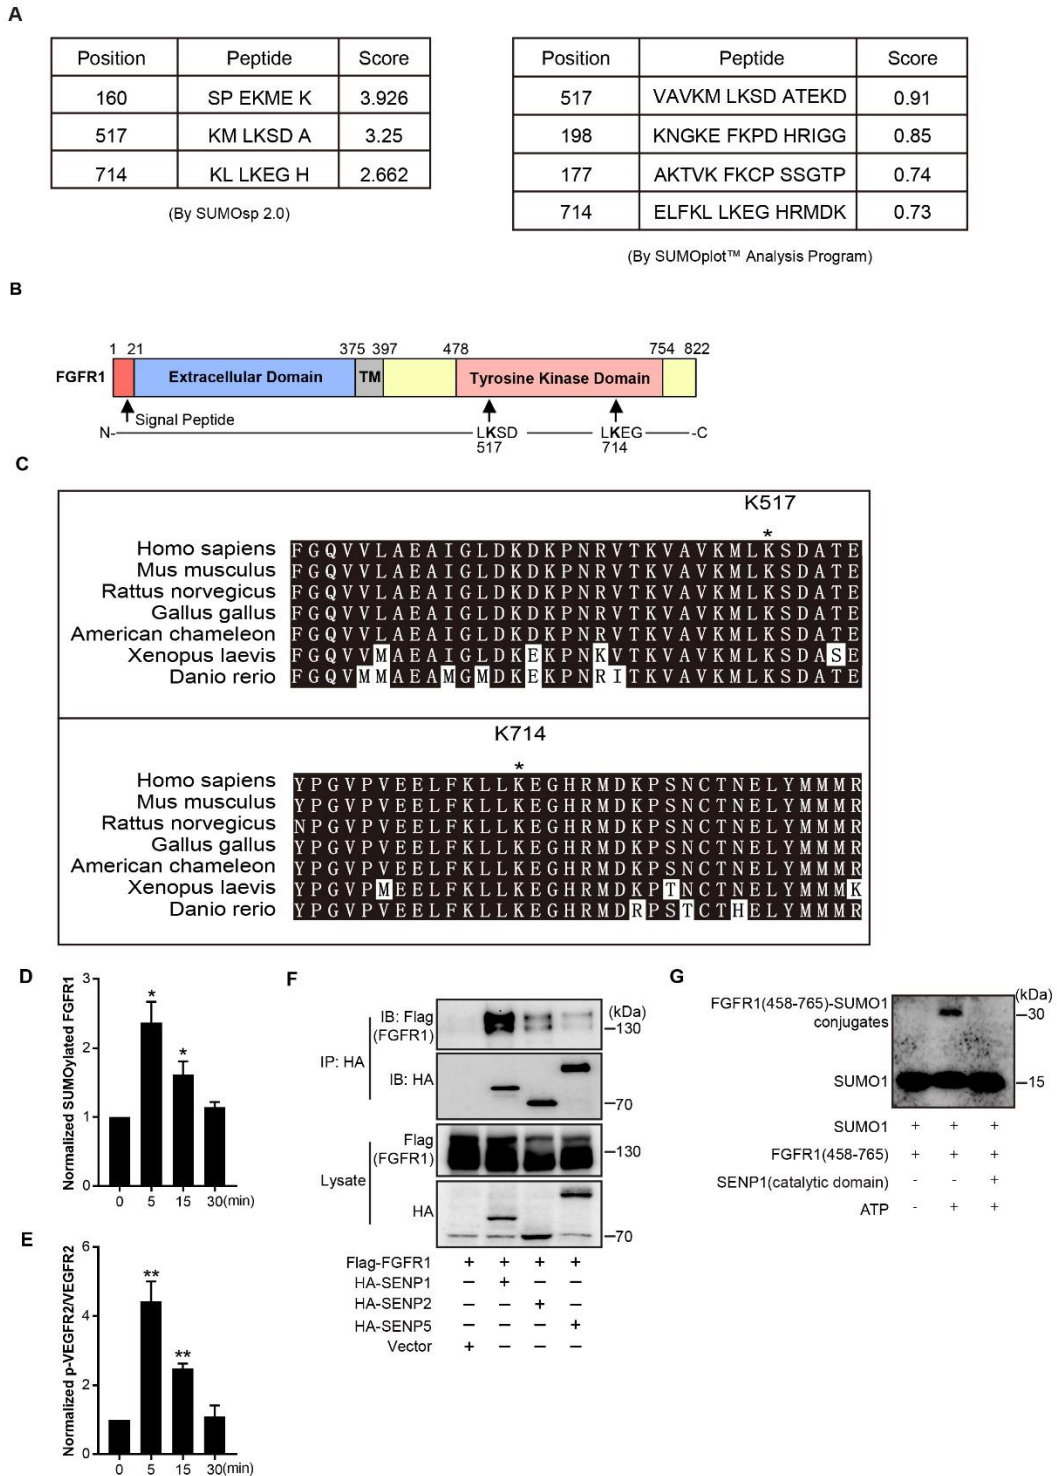 A
Position Peptide Score
160 SP EKME K 3.926
517 KM LKSD A 3.25
714 KL LKEG H 2.662
(By SUMOsp 2.0)
Position Peptide Score
517 VAVKM LKSD ATEKD 0.91
198 KNGKE FKPD HRIGG 0.85
177 AKTVK FKCP SSGTP 0.74
714 ELFKL LKEG HRMDK 0.73
(By SUMOplot™ Analysis Program)
B
1 21 375 397 478 754 822
FGFR1 Extracellular Domain TM Tyrosine Kinase Domain
Signal Peptide
N- LKSD LKEG -C
517 714
C
K517
*
Homo sapiens FGQVVLAEAIGLDKDKPNRVTKVAVKMLKSDATE
Mus musculus FGQVVLAEAIGLDKDKPNRVTKVAVKMLKSDATE
Rattus norvegicus FGQVVLAEAIGLDKDKPNRVTKVAVKMLKSDATE
Gallus gallus FGQVVLAEAIGLDKDKPNRVTKVAVKMLKSDATE
American chameleon FGQVVLAEAIGLDKDKPNRVTKVAVKMLKSDATE
Xenopus laevis FGQVVMAEAIGLDKEKPNKVTKVAVKMLKSDASE
Danio rerio FGQVMMAEAMGMDKEKPNRITKVAVKMLKSDATE
K714
*
Homo sapiens YPGVPVEELFKLLKEGHRMDKPSNCTNELYMMMR
Mus musculus YPGVPVEELFKLLKEGHRMDKPSNCTNELYMMMR
Rattus norvegicus NPGVPVEELFKLLKEGHRMDKPSNCTNELYMMMR
Gallus gallus YPGVPVEELFKLLKEGHRMDKPSNCTNELYMMMR
American chameleon YPGVPVEELFKLLKEGHRMDKPSNCTNELYMMMR
Xenopus laevis YPGVPMEELFKLLKEGHRMDKPTNCTNELYMMMK
Danio rerio YPGVPVEELFKLLKEGHRMDRPSTCTHELYMMMR
D
Normalized SUMOylated FGFR1
3
2
1
0
* *
0 5 15 30(min)
E
Normalized p-VEGFR2/VEGFR2
6
4
2
0
** **
0 5 15 30(min)
F
(kDa)
IP: HA
IB: Flag
(FGFR1)
–130
IB: HA
–70
Lysate
Flag
(FGFR1)
–130
HA
–70
Flag-FGFR1 + + + +
HA-SENP1 – + – –
HA-SENP2 – – + –
HA-SENP5 – – – +
Vector + – – –
G
(kDa)
FGFR1(458-765)-SUMO1
conjugates
–30
SUMO1
–15
SUMO1 + + +
FGFR1(458-765) + + +
SENP1(catalytic domain) - - +
ATP - + +